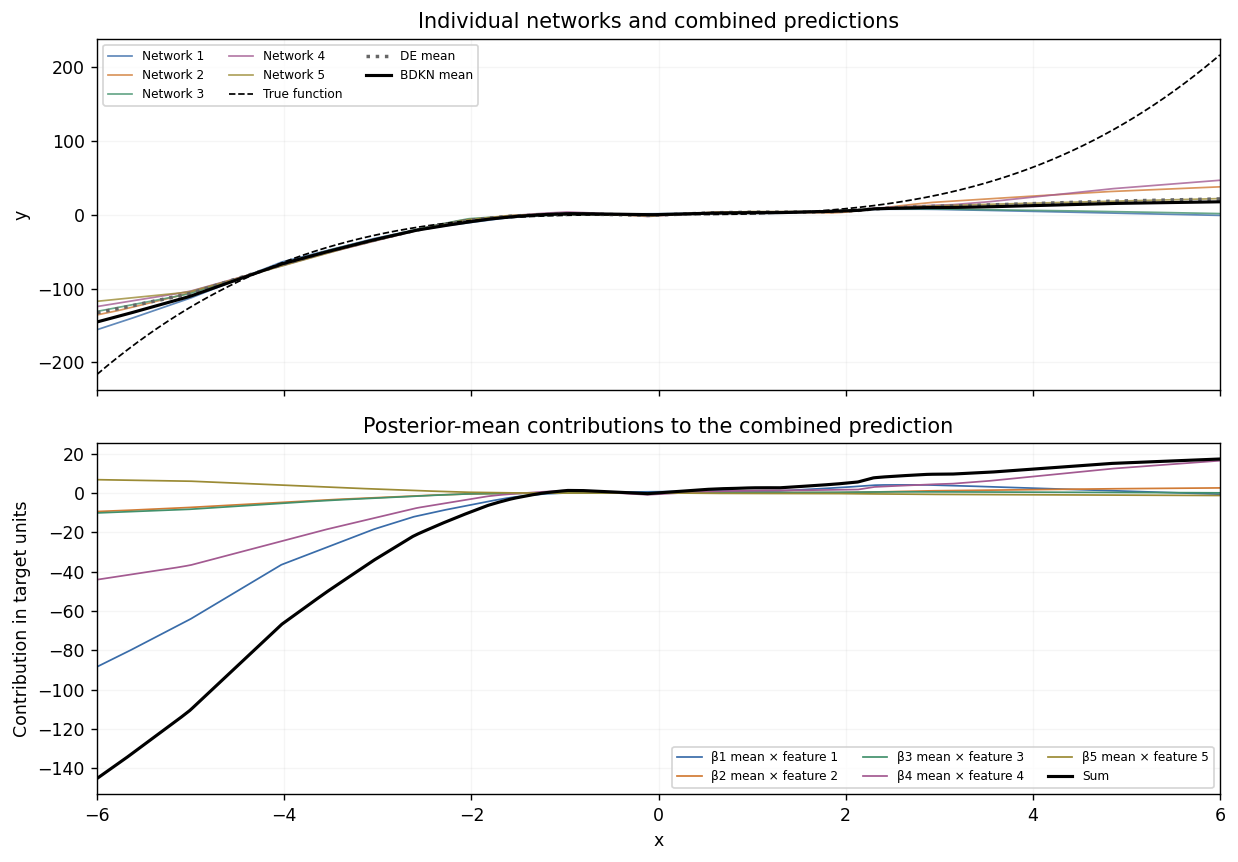 Individual networks and combined predictions
Network 1 Network 4 DE mean
Network 2 Network 5 BDKN mean
Network 3 True function
200
100
0
−100
−200
y
Posterior-mean contributions to the combined prediction
20
0
−20
−40
−60
−80
−100
−120
−140
Contribution in target units
β1 mean × feature 1 β3 mean × feature 3 β5 mean × feature 5
β2 mean × feature 2 β4 mean × feature 4 Sum
−6 −4 −2 0 2 4 6
x